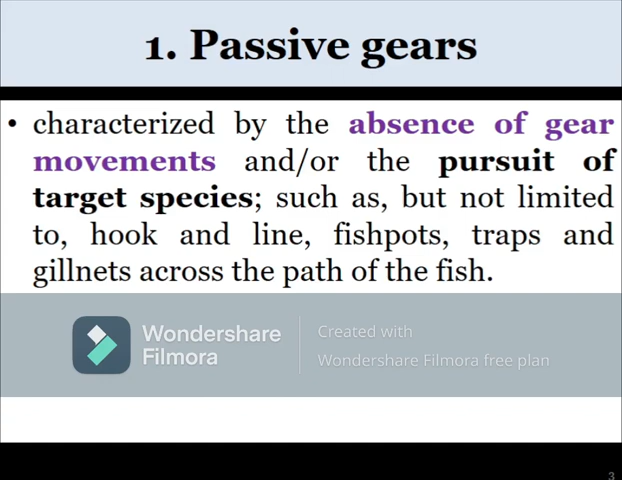 1. Passive gears
• characterized by the absence of gear
movements and/or the pursuit of
target species; such as, but not limited
to, hook and line, fishpots, traps and
gillnets across the path of the fish.
Wondershare
Filmora
Created with
Wondershare Filmora free plan
3